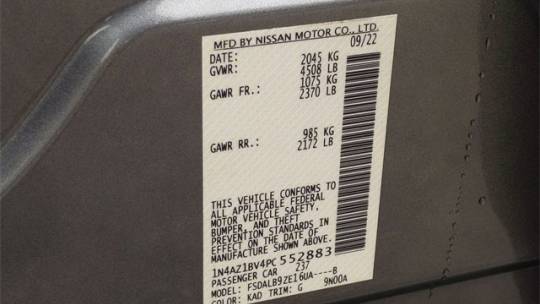 MFD BY NISSAN MOTOR CO., LTD.
DATE: 09/22
GVWR: 2045 KG
4508 LB
GAWR FR.: 1075 KG
2370 LB
GAWR RR.: 985 KG
2172 LB
THIS VEHICLE CONFORMS TO
ALL APPLICABLE FEDERAL
MOTOR VEHICLE SAFETY,
BUMPER, AND THEFT
PREVENTION STANDARDS IN
EFFECT ON THE DATE OF
MANUFACTURE SHOWN ABOVE.
1N4AZ1BV4PC552883
PASSENGER CAR Z37
MODEL: FSDALB9ZE16UA----B
COLOR: KAD TRIM: G 9N00A